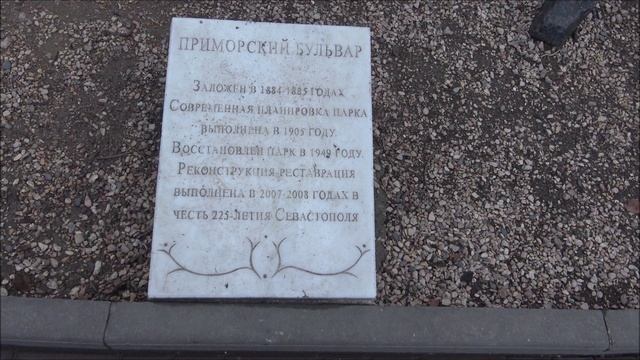 ПРИМОРСКИЙ БУЛЬВАР
ЗАЛОЖЕН В 1884-1885 ГОДАХ
СОВРЕМЕННАЯ ПЛАНИРОВКА ПАРКА
ВЫПОЛНЕНА В 1905 ГОДУ.
ВОССТАНОВЛЕН ПАРК В 1949 ГОДУ.
РЕКОНСТРУКЦИЯ-РЕСТАВРАЦИЯ
ВЫПОЛНЕНА В 2007-2008 ГОДАХ В
ЧЕСТЬ 225-ЛЕТИЯ СЕВАСТОПОЛЯ